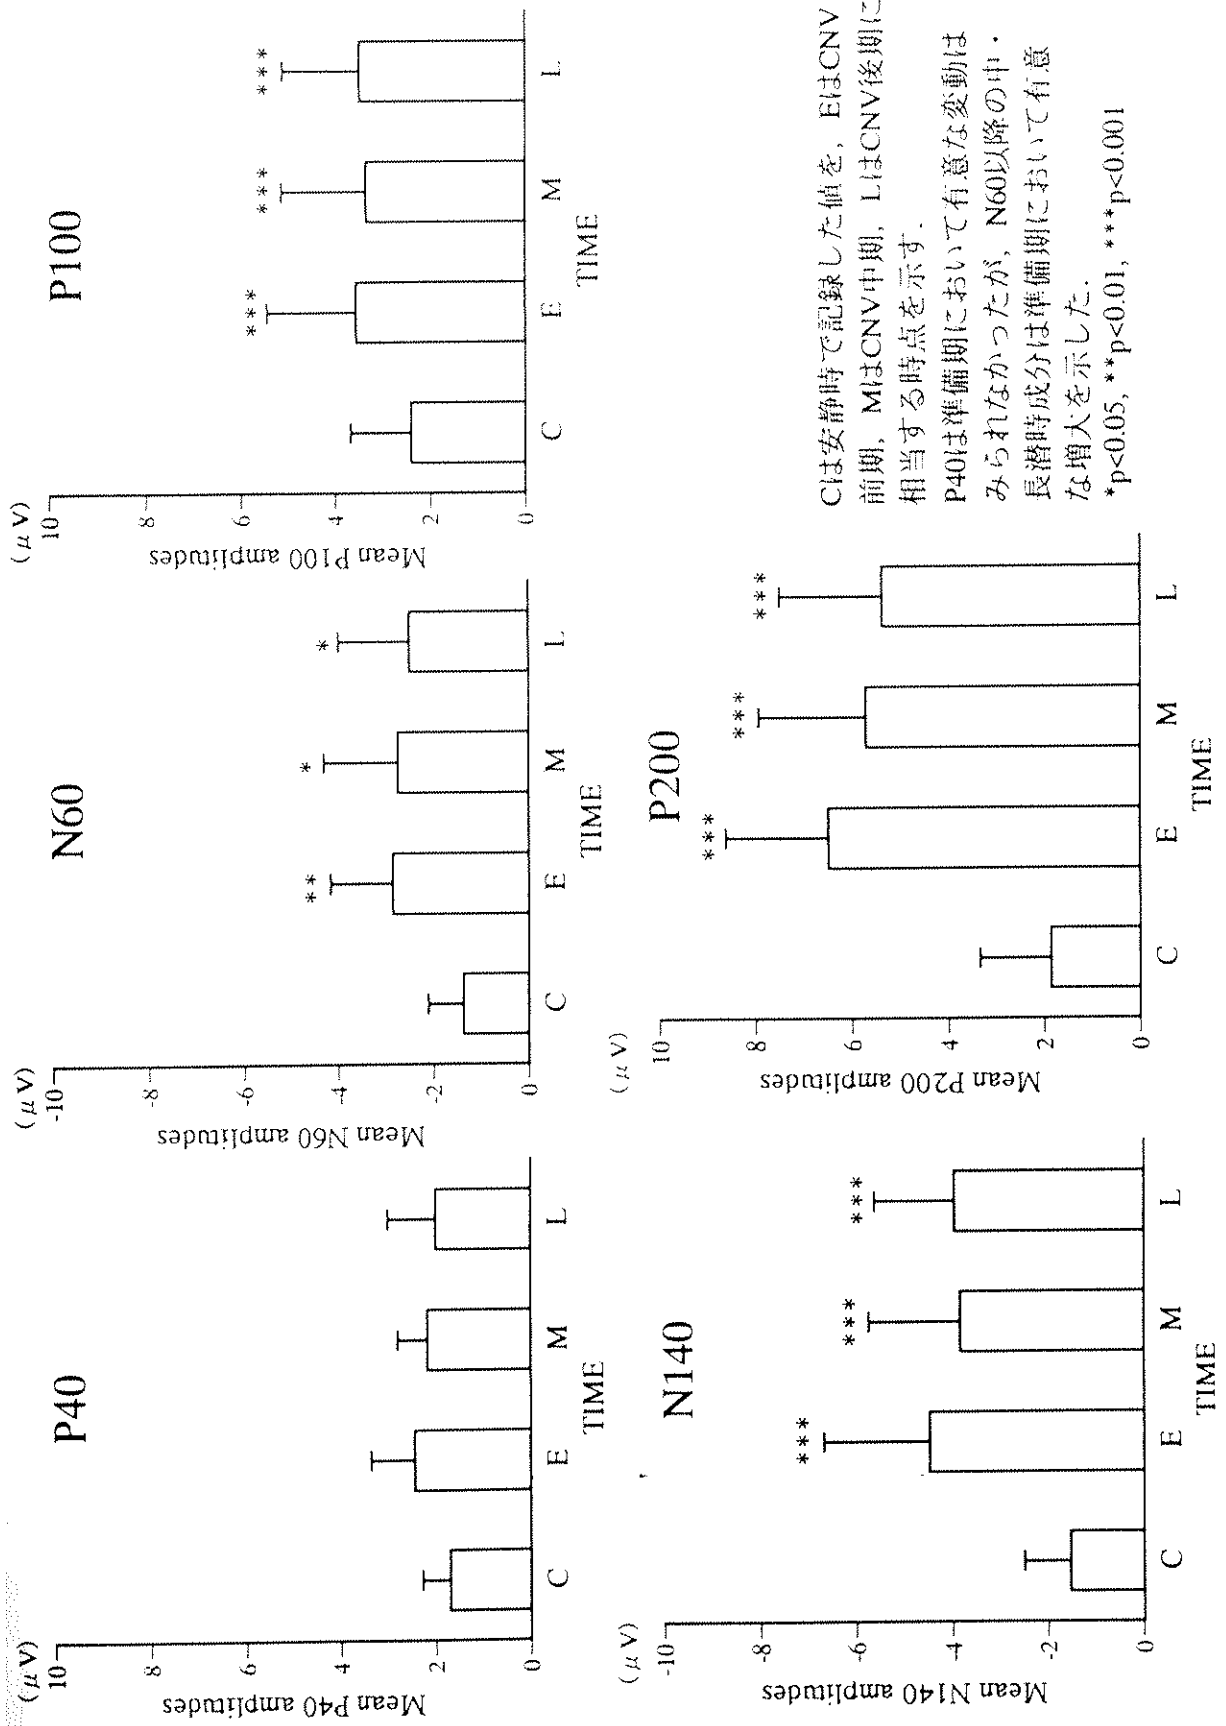 P40
(μV)
10
8
6
4
2
0
Mean P40 amplitudes
C E M L
TIME
N60
(μV)
-10
-8
-6
-4
-2
0
Mean N60 amplitudes
**
*
*
C E M L
TIME
P100
(μV)
10
8
6
4
2
0
Mean P100 amplitudes
***
***
***
C E M L
TIME
N140
(μV)
-10
-8
-6
-4
-2
0
Mean N140 amplitudes
***
***
***
C E M L
TIME
P200
(μV)
10
8
6
4
2
0
Mean P200 amplitudes
***
***
***
C E M L
TIME
Cは安静時で記録した値を，EはCNV
前期，MはCNV中期，LはCNV後期に
相当する時点を示す．
P40は準備期において有意な変動は
みられなかったが，N60以降の中・
長潜時成分は準備期において有意
な増大を示した．
*p<0.05, **p<0.01, ***p<0.001